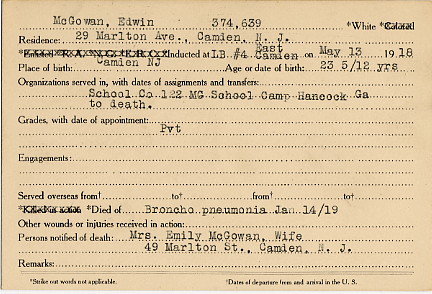 McGowan, Edwin 374,639 *White *Colored
Residence: 29 Marlton Ave., Camden, N. J.
*Enlisted *R.A. N.G. E.R.C. *Inducted at LB #4 East Camden on May 13 1918
Place of birth: Camden NJ Age or date of birth: 23 5/12 yrs
Organizations served in, with dates of assignments and transfers:
School Co 122 MG School Camp Hancock Ga
to death.
Grades, with date of appointment:
Pvt
Engagements:
Served overseas from† to† from† to†
*Killed in action *Died of Broncho pneumonia Jan 14/19
Other wounds or injuries received in action:
Persons notified of death: Mrs. Emily McGowan, Wife
49 Marlton St., Camden, N. J.
Remarks:
*Strike out words not applicable. †Dates of departure from and arrival in the U. S.